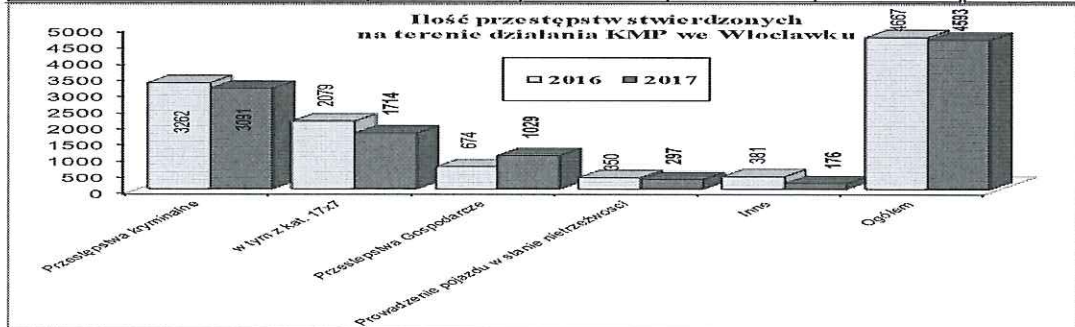 Ilość przestępstw stwierdzonych
na terenie działania KMP we Włocławku
2016 2017
5000
4500
4000
3500
3000
2500
2000
1500
1000
500
0
3262 3091
2079 1714
674 1029
350 297
381 176
4667 4593
Przestępstwa kryminalne
w tym z kat. 17x7
Przestępstwa Gospodarcze
Prowadzenie pojazdu w stanie nietrzeźwosci
Inne
Ogółem